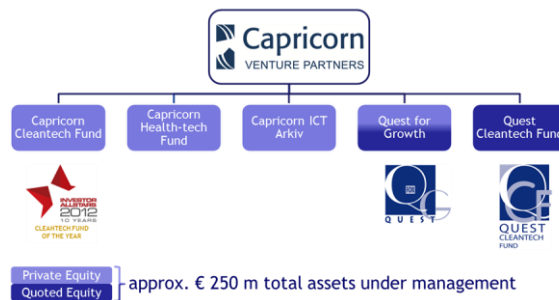 Capricorn
VENTURE PARTNERS
Capricorn
Cleantech Fund
Capricorn
Health-tech
Fund
Capricorn ICT
Arkiv
Quest for
Growth
Quest
Cleantech Fund
INVESTOR
ALLSTARS
2012
10 YEARS
CLEANTECH FUND
OF THE YEAR
Q FOR G
QUEST
QCF
QUEST
CLEANTECH
FUND
Private Equity
Quoted Equity
approx. € 250 m total assets under management